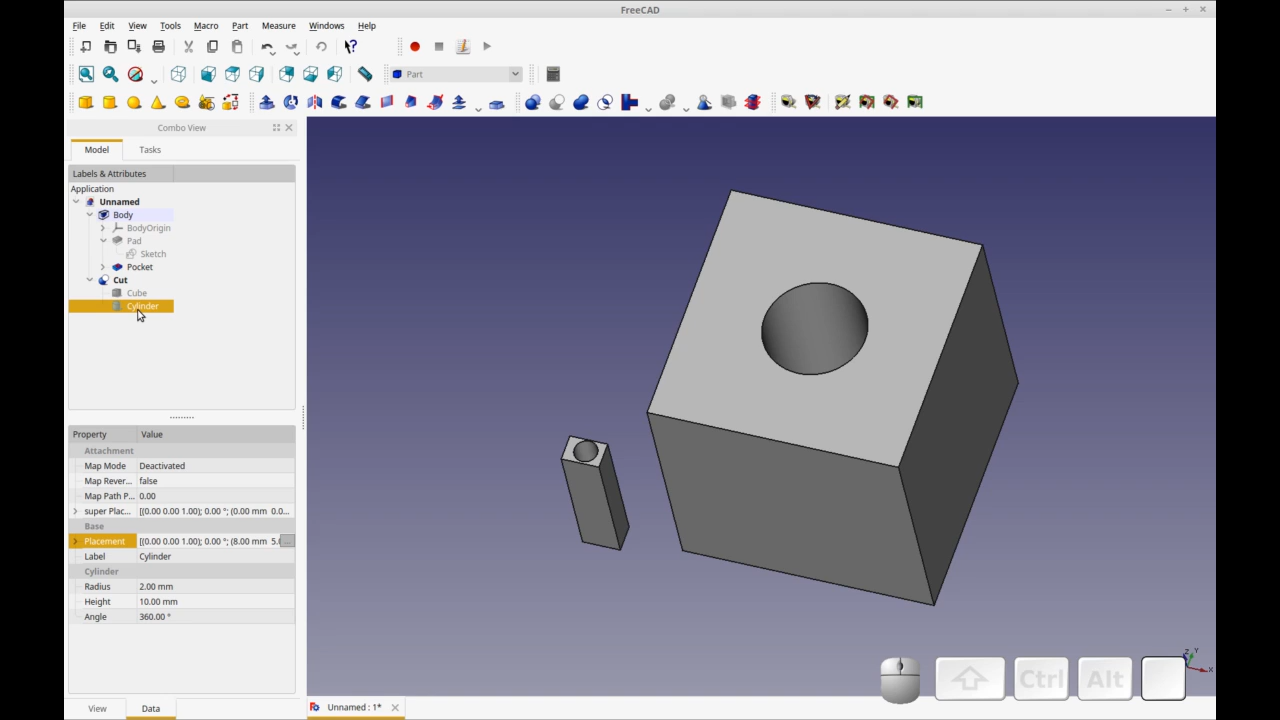 FreeCAD
File Edit View Tools Macro Part Measure Windows Help
Part
Combo View
Model Tasks
Labels & Attributes
Application
Unnamed
Body
BodyOrigin
Pad
Sketch
Pocket
Cut
Cube
Cylinder
Property Value
Attachment
Map Mode Deactivated
Map Rever... false
Map Path P... 0.00
super Plac... [(0.00 0.00 1.00); 0.00 °; (0.00 mm 0.0...
Base
Placement [(0.00 0.00 1.00); 0.00 °; (8.00 mm 5.0 ...
Label Cylinder
Cylinder
Radius 2.00 mm
Height 10.00 mm
Angle 360.00 °
View Data
Unnamed : 1*
Ctrl Alt
Z Y X